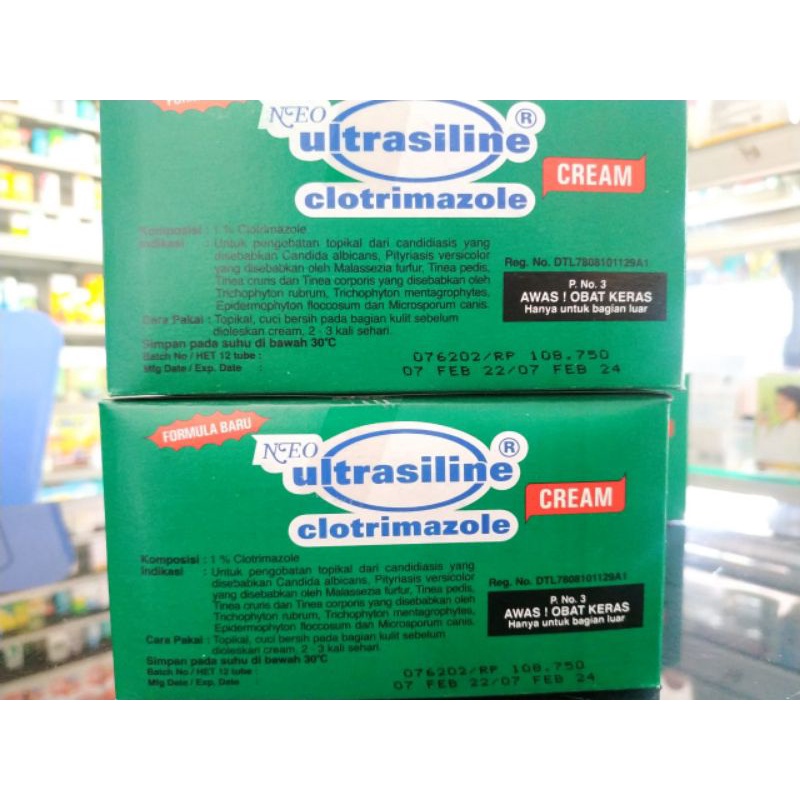 FORMULA BARU
NEO
ultrasiline ®
clotrimazole
CREAM
Komposisi : 1 % Clotrimazole
Indikasi : Untuk pengobatan topikal dari candidiasis yang
disebabkan Candida albicans, Pityriasis versicolor
yang disebabkan oleh Malassezia furfur, Tinea pedis,
Tinea cruris dan Tinea corporis yang disebabkan oleh
Trichophyton rubrum, Trichophyton mentagrophytes,
Epidermophyton floccosum dan Microsporum canis.
Cara Pakai : Topikal, cuci bersih pada bagian kulit sebelum
dioleskan cream, 2 - 3 kali sehari.
Simpan pada suhu di bawah 30°C
Batch No / HET 12 tube :
Mfg Date / Exp. Date :
Reg. No. DTL7808101129A1
P. No. 3
AWAS ! OBAT KERAS
Hanya untuk bagian luar
076202/RP 108.750
07 FEB 22/07 FEB 24
FORMULA BARU
NEO
ultrasiline ®
clotrimazole
CREAM
Komposisi : 1 % Clotrimazole
Indikasi : Untuk pengobatan topikal dari candidiasis yang
disebabkan Candida albicans, Pityriasis versicolor
yang disebabkan oleh Malassezia furfur, Tinea pedis,
Tinea cruris dan Tinea corporis yang disebabkan oleh
Trichophyton rubrum, Trichophyton mentagrophytes,
Epidermophyton floccosum dan Microsporum canis.
Cara Pakai : Topikal, cuci bersih pada bagian kulit sebelum
dioleskan cream, 2 - 3 kali sehari.
Simpan pada suhu di bawah 30°C
Batch No / HET 12 tube :
Mfg Date / Exp. Date :
Reg. No. DTL7808101129A1
P. No. 3
AWAS ! OBAT KERAS
Hanya untuk bagian luar
076202/RP 108.750
07 FEB 22/07 FEB 24